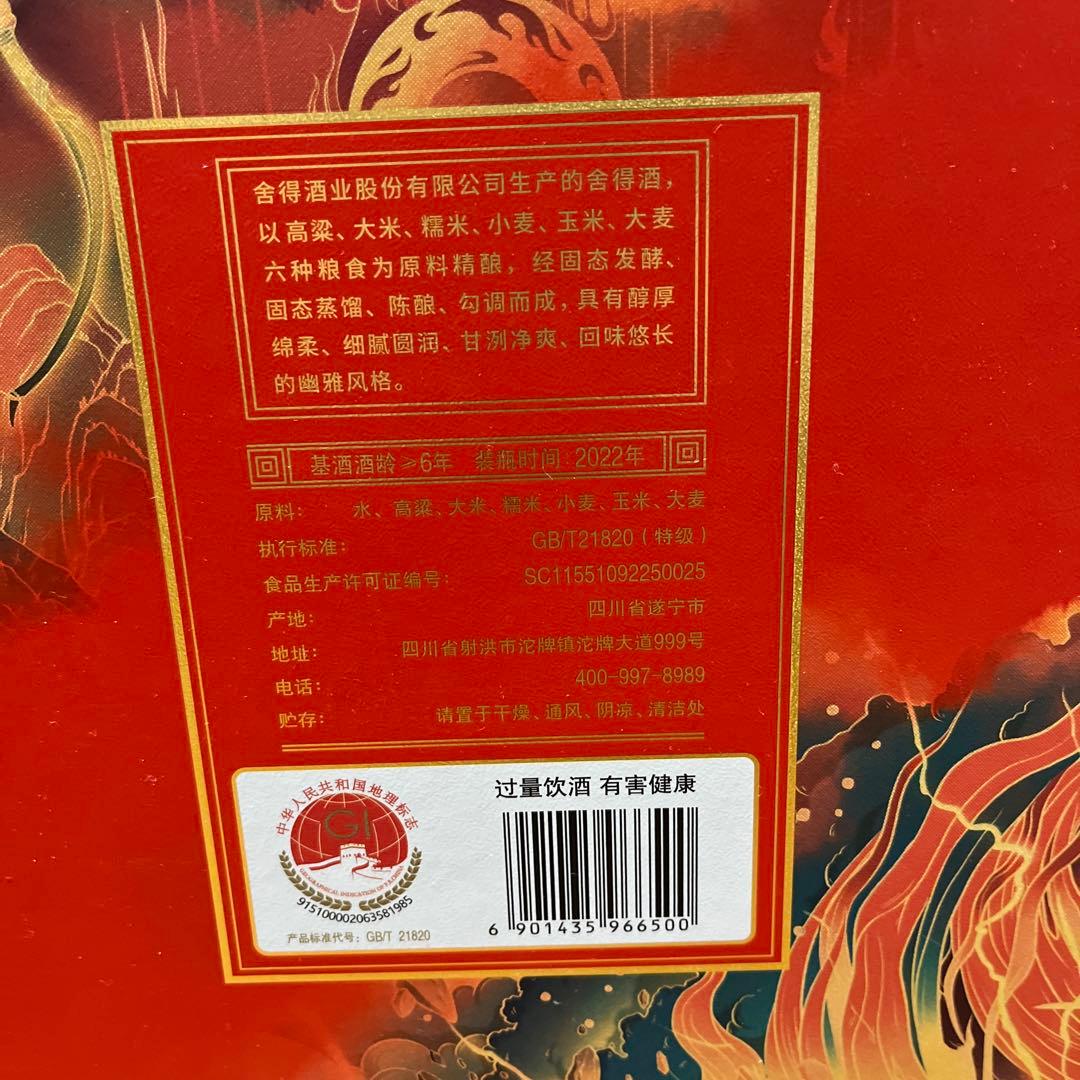 舍得酒业股份有限公司生产的舍得酒，
以高粱、大米、糯米、小麦、玉米、大麦
六种粮食为原料精酿，经固态发酵、
固态蒸馏、陈酿、勾调而成，具有醇厚
绵柔、细腻圆润、甘洌净爽、回味悠长
的幽雅风格。
基酒酒龄≥6年 装瓶时间:2022年
原料： 水、高粱、大米、糯米、小麦、玉米、大麦
执行标准： GB/T21820（特级）
食品生产许可证编号： SC11551092250025
产地： 四川省遂宁市
地址： 四川省射洪市沱牌镇沱牌大道999号
电话： 400-997-8989
贮存： 请置于干燥、通风、阴凉、清洁处
中华人民共和国地理标志
GI
GEOGRAPHICAL INDICATION OF P.R.CHINA
915100002063581985
产品标准代号：GB/T 21820
过量饮酒 有害健康
6 901435 966500